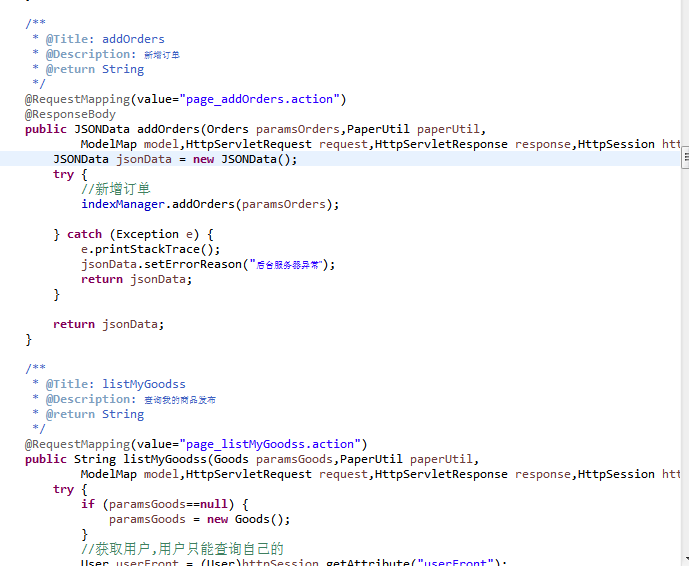 /**
* @Title: addOrders
* @Description: 新增订单
* @return String
*/
@RequestMapping(value="page_addOrders.action")
@ResponseBody
public JSONData addOrders(Orders paramsOrders,PaperUtil paperUtil,
ModelMap model,HttpServletRequest request,HttpServletResponse response,HttpSession htt
JSONData jsonData = new JSONData();
try {
//新增订单
indexManager.addOrders(paramsOrders);
} catch (Exception e) {
e.printStackTrace();
jsonData.setErrorReason("后台服务器异常");
return jsonData;
}
return jsonData;
}
/**
* @Title: listMyGoodss
* @Description: 查询我的商品发布
* @return String
*/
@RequestMapping(value="page_listMyGoodss.action")
public String listMyGoodss(Goods paramsGoods,PaperUtil paperUtil,
ModelMap model,HttpServletRequest request,HttpServletResponse response,HttpSession htt
try {
if (paramsGoods==null) {
paramsGoods = new Goods();
}
//获取用户,用户只能查询自己的
User userFront = (User)httpSession.getAttribute("userFront");